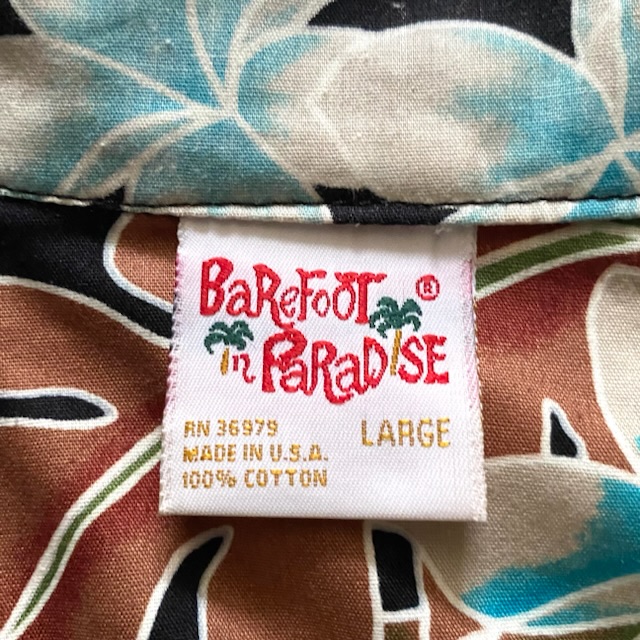 BaReFooT ®
in PaRaDiSE
RN 36979
LARGE
MADE IN U.S.A.
100% COTTON